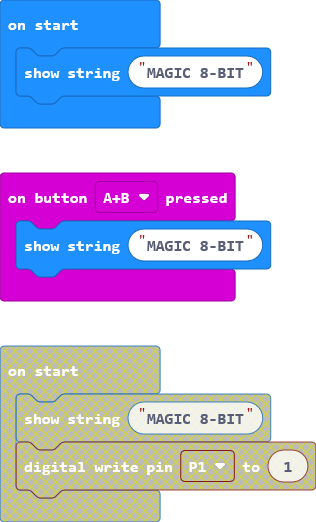 on start
show string "MAGIC 8-BIT"
on button A+B pressed
show string "MAGIC 8-BIT"
on start
show string "MAGIC 8-BIT"
digital write pin P1 to 1